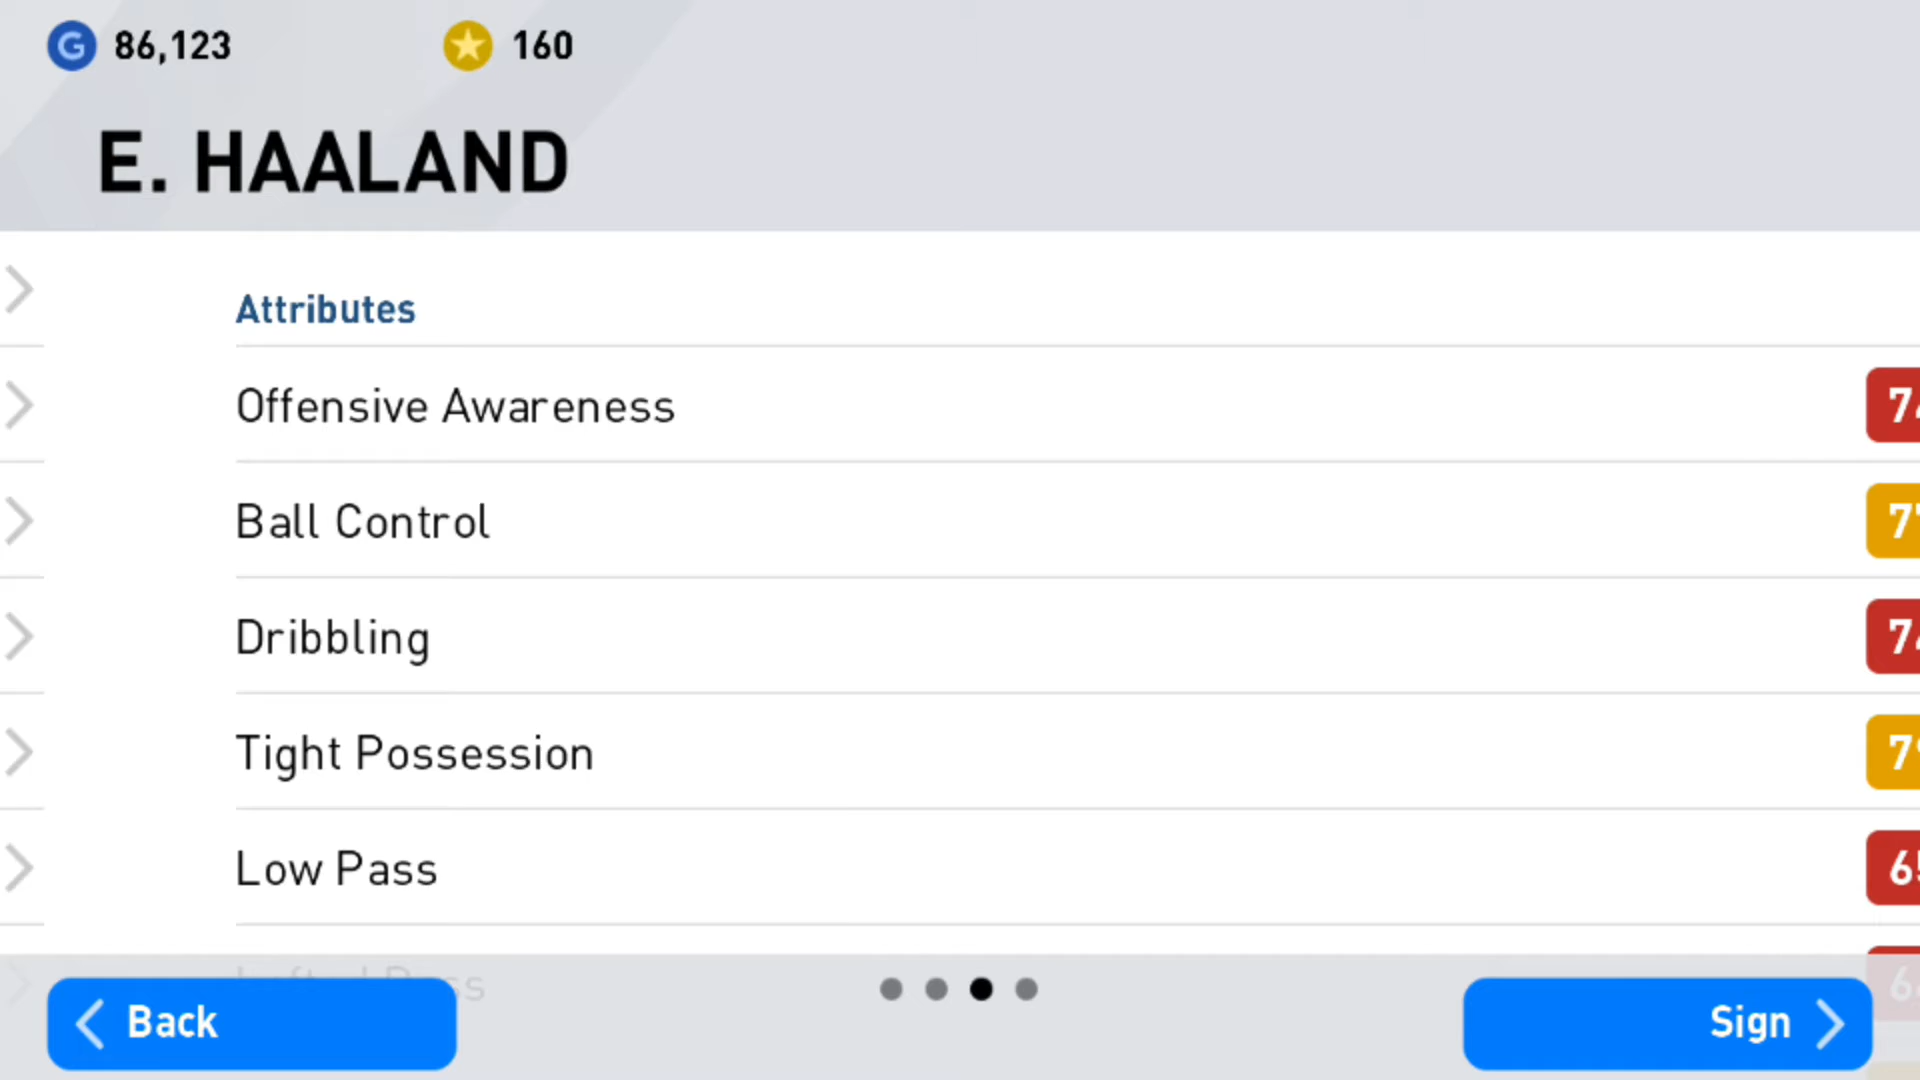 G 86,123 160
E. HAALAND
Attributes
Offensive Awareness
Ball Control
Dribbling
Tight Possession
Low Pass
Back
Sign